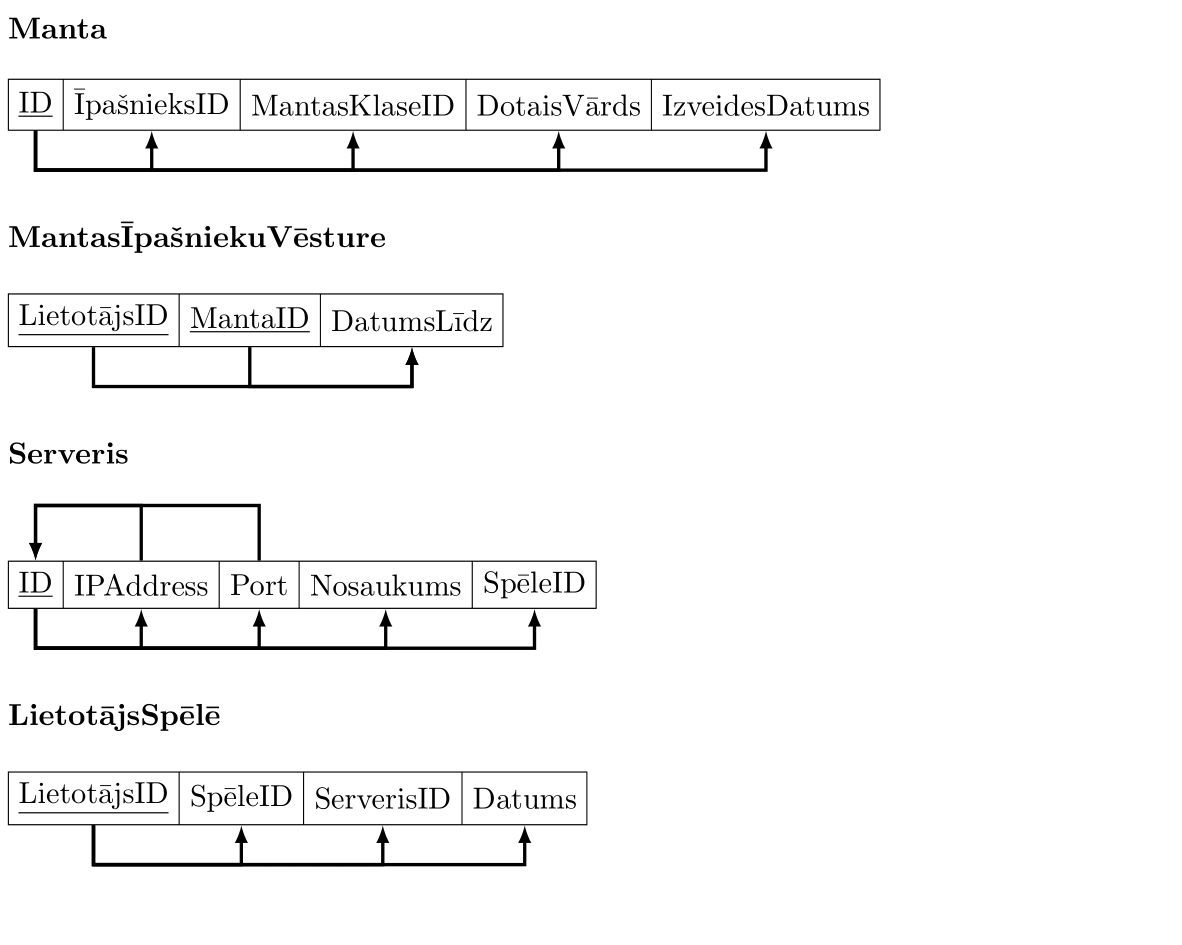 Manta
ID ĪpašnieksID MantasKlaseID DotaisVārds IzveidesDatums
MantasĪpašniekuVēsture
LietotājsID MantaID DatumsLīdz
Serveris
ID IPAddress Port Nosaukums SpēleID
LietotājsSpēlē
LietotājsID SpēleID ServerisID Datums